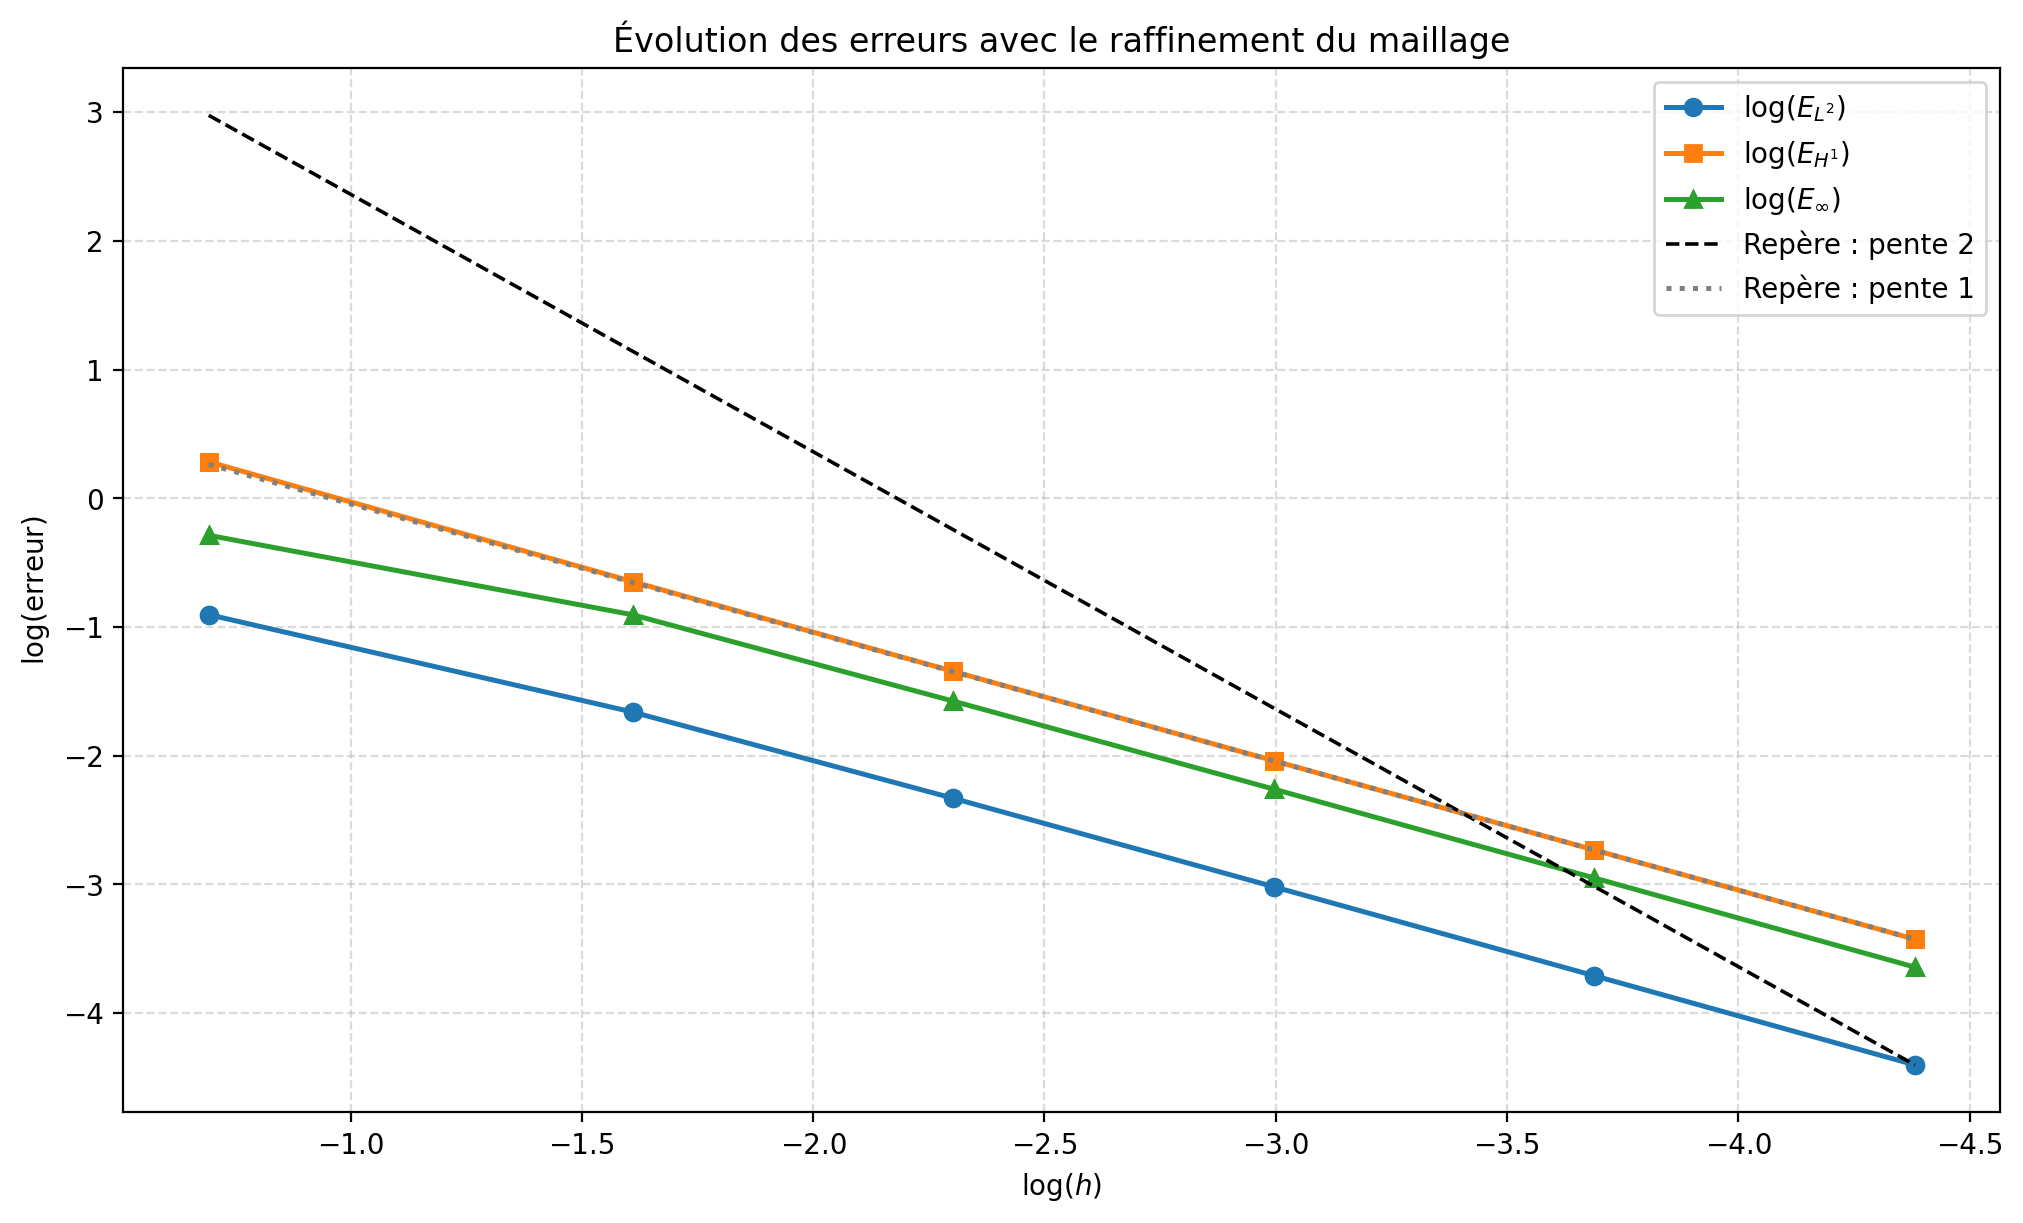 Évolution des erreurs avec le raffinement du maillage
log(erreur)
3
2
1
0
−1
−2
−3
−4
log(E_{L^2})
log(E_{H^1})
log(E_∞)
Repère : pente 2
Repère : pente 1
−1.0 −1.5 −2.0 −2.5 −3.0 −3.5 −4.0 −4.5
log(h)